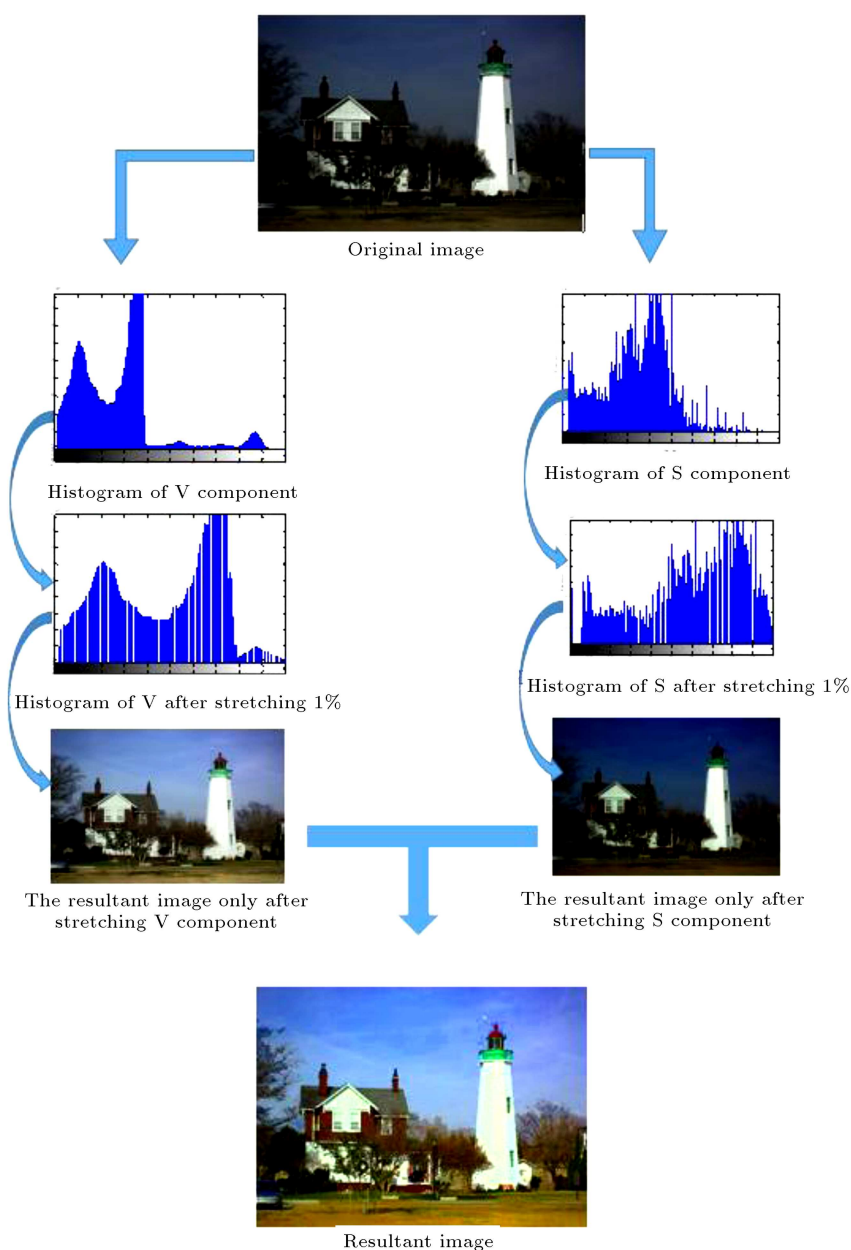 Original image
Histogram of V component
Histogram of S component
Histogram of V after stretching 1%
Histogram of S after stretching 1%
The resultant image only after
stretching V component
The resultant image only after
stretching S component
Resultant image